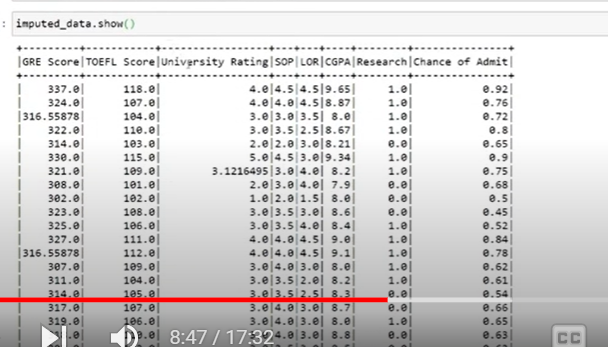 : imputed_data.show()
+---------+-----------+-----------------+---+---+----+--------+---------------+
|GRE Score|TOEFL Score|University Rating|SOP|LOR|CGPA|Research|Chance of Admit|
+---------+-----------+-----------------+---+---+----+--------+---------------+
| 337.0| 118.0| 4.0|4.5|4.5|9.65| 1.0| 0.92|
| 324.0| 107.0| 4.0|4.0|4.5|8.87| 1.0| 0.76|
|316.55878| 104.0| 3.0|3.0|3.5| 8.0| 1.0| 0.72|
| 322.0| 110.0| 3.0|3.5|2.5|8.67| 1.0| 0.8|
| 314.0| 103.0| 2.0|2.0|3.0|8.21| 0.0| 0.65|
| 330.0| 115.0| 5.0|4.5|3.0|9.34| 1.0| 0.9|
| 321.0| 109.0| 3.1216495|3.0|4.0| 8.2| 1.0| 0.75|
| 308.0| 101.0| 2.0|3.0|4.0| 7.9| 0.0| 0.68|
| 302.0| 102.0| 1.0|2.0|1.5| 8.0| 0.0| 0.5|
| 323.0| 108.0| 3.0|3.5|3.0| 8.6| 0.0| 0.45|
| 325.0| 106.0| 3.0|3.5|4.0| 8.4| 1.0| 0.52|
| 327.0| 111.0| 4.0|4.0|4.5| 9.0| 1.0| 0.84|
|316.55878| 112.0| 4.0|4.0|4.5| 9.1| 1.0| 0.78|
| 307.0| 109.0| 3.0|4.0|3.0| 8.0| 1.0| 0.62|
| 311.0| 104.0| 3.0|3.5|2.0| 8.2| 1.0| 0.61|
| 314.0| 105.0| 3.0|3.5|2.5| 8.3| 0.0| 0.54|
| 317.0| 107.0| 3.0|4.0|3.0| 8.7| 0.0| 0.66|
| 319.0| 106.0| 3.0|4.0|3.0| 8.0| 1.0| 0.65|
4.0|3.0| 8.8| 0.0| 0.63|
8:47 / 17:32
CC